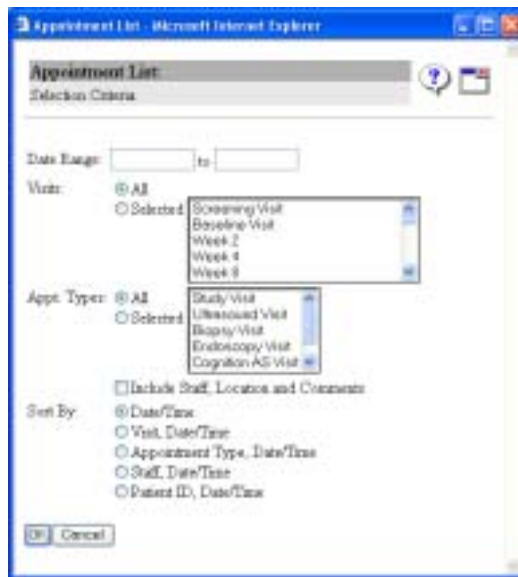 Appointment List - Microsoft Internet Explorer
Appointment List:
Selection Criteria
?
Date Range: to
Visits: All
Selected
Screening Visit
Baseline Visit
Week 2
Week 4
Week 8
Appt. Types: All
Selected
Study Visit
Ultrasound Visit
Biopsy Visit
Endoscopy Visit
Cognition AS Visit
Include Staff, Location and Comments
Sort By: Date/Time
Visit, Date/Time
Appointment Type, Date/Time
Staff, Date/Time
Patient ID, Date/Time
OK Cancel